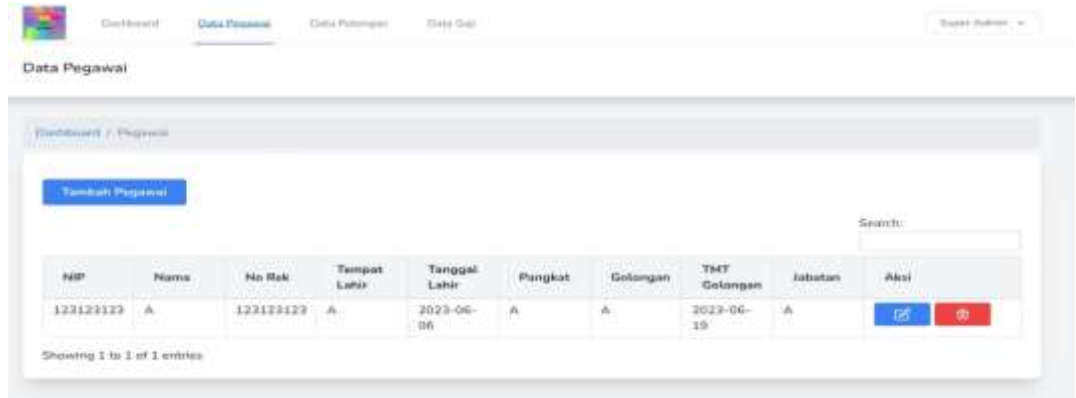 Dashboard Data Pegawai Data Potongan Data Gaji Super Admin
Data Pegawai
Dashboard / Pegawai
Tambah Pegawai
Search:
NIP Nama No Rek Tempat Lahir Tanggal Lahir Pangkat Golongan TMT Golongan Jabatan Aksi
123123123 A 123123123 A 2023-06-06 A A 2023-06-19 A
Showing 1 to 1 of 1 entries